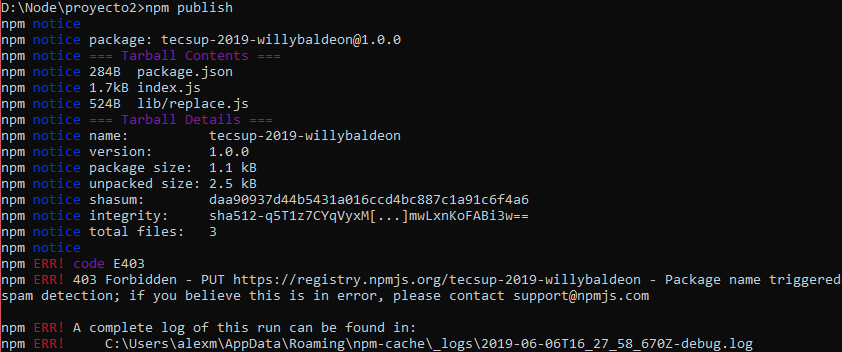 D:\Node\proyecto2>npm publish
npm notice
npm notice package: tecsup-2019-willybaldeon@1.0.0
npm notice === Tarball Contents ===
npm notice 284B  package.json
npm notice 1.7kB index.js
npm notice 524B  lib/replace.js
npm notice === Tarball Details ===
npm notice name:          tecsup-2019-willybaldeon
npm notice version:       1.0.0
npm notice package size:  1.1 kB
npm notice unpacked size: 2.5 kB
npm notice shasum:        daa90937d44b5431a016ccd4bc887c1a91c6f4a6
npm notice integrity:     sha512-q5T1z7CYqVyxM[...]mwLxnKoFABi3w==
npm notice total files:   3
npm notice
npm ERR! code E403
npm ERR! 403 Forbidden - PUT https://registry.npmjs.org/tecsup-2019-willybaldeon - Package name triggered
spam detection; if you believe this is in error, please contact support@npmjs.com
npm ERR! A complete log of this run can be found in:
npm ERR!     C:\Users\alexm\AppData\Roaming\npm-cache\_logs\2019-06-06T16_27_58_670Z-debug.log